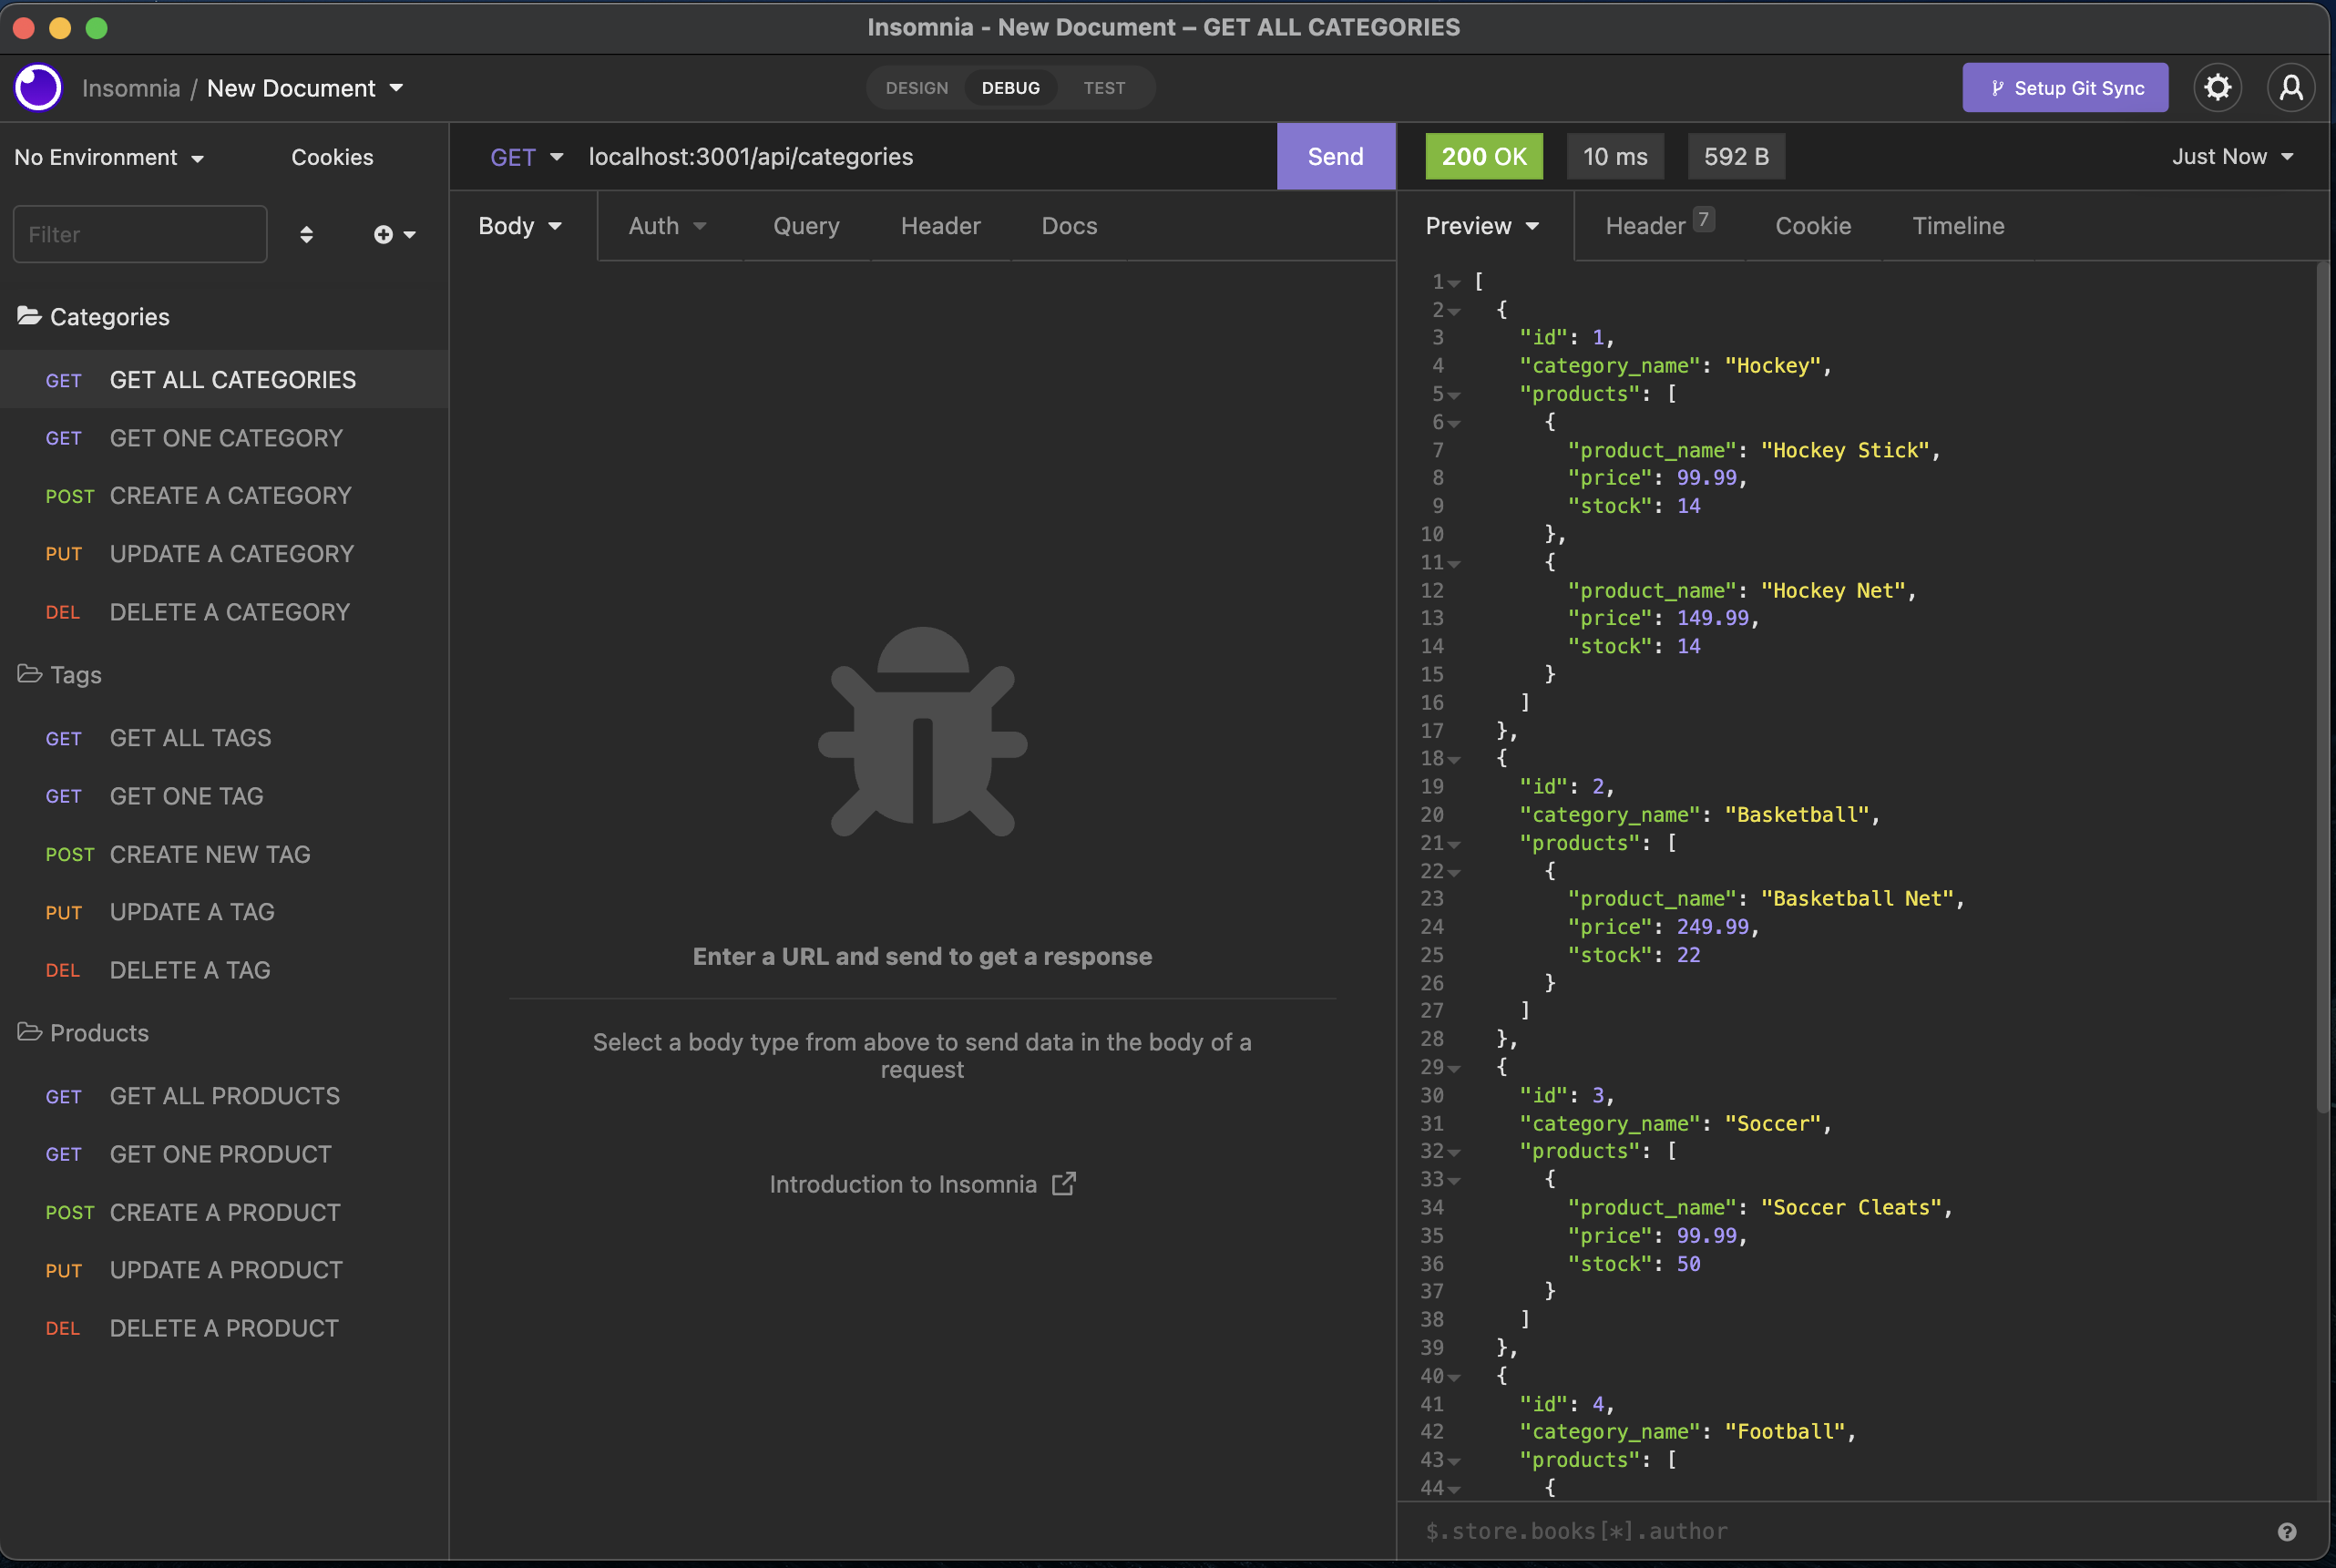 Insomnia - New Document – GET ALL CATEGORIES
Insomnia / New Document
DESIGN DEBUG TEST
Setup Git Sync
No Environment
Cookies
GET localhost:3001/api/categories
Send
200 OK 10 ms 592 B
Just Now
Filter
Body Auth Query Header Docs
Preview Header 7 Cookie Timeline
Categories
GET GET ALL CATEGORIES
GET GET ONE CATEGORY
POST CREATE A CATEGORY
PUT UPDATE A CATEGORY
DEL DELETE A CATEGORY
Tags
GET GET ALL TAGS
GET GET ONE TAG
POST CREATE NEW TAG
PUT UPDATE A TAG
DEL DELETE A TAG
Products
GET GET ALL PRODUCTS
GET GET ONE PRODUCT
POST CREATE A PRODUCT
PUT UPDATE A PRODUCT
DEL DELETE A PRODUCT
Enter a URL and send to get a response
Select a body type from above to send data in the body of a
request
Introduction to Insomnia
1 [
2 {
3 "id": 1,
4 "category_name": "Hockey",
5 "products": [
6 {
7 "product_name": "Hockey Stick",
8 "price": 99.99,
9 "stock": 14
10 },
11 {
12 "product_name": "Hockey Net",
13 "price": 149.99,
14 "stock": 14
15 }
16 ]
17 },
18 {
19 "id": 2,
20 "category_name": "Basketball",
21 "products": [
22 {
23 "product_name": "Basketball Net",
24 "price": 249.99,
25 "stock": 22
26 }
27 ]
28 },
29 {
30 "id": 3,
31 "category_name": "Soccer",
32 "products": [
33 {
34 "product_name": "Soccer Cleats",
35 "price": 99.99,
36 "stock": 50
37 }
38 ]
39 },
40 {
41 "id": 4,
42 "category_name": "Football",
43 "products": [
44 {
$.store.books[*].author
?